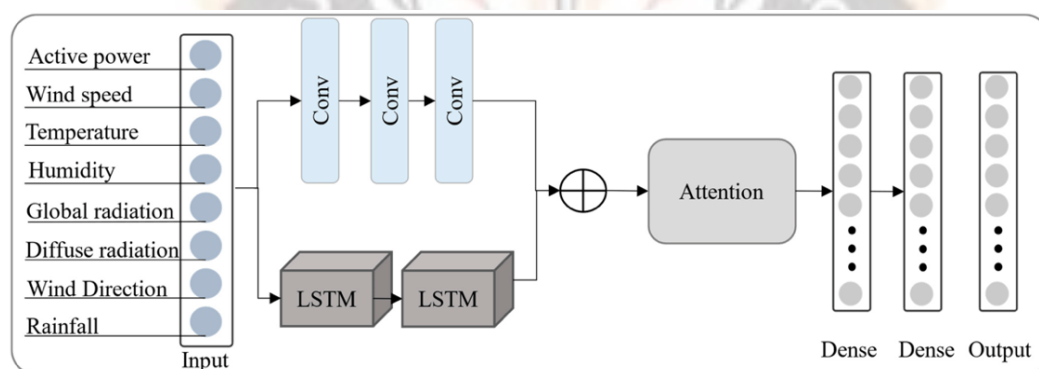 Active power
Wind speed
Temperature
Humidity
Global radiation
Diffuse radiation
Wind Direction
Rainfall
Input
Conv
Conv
Conv
LSTM
LSTM
Attention
Dense
Dense
Output